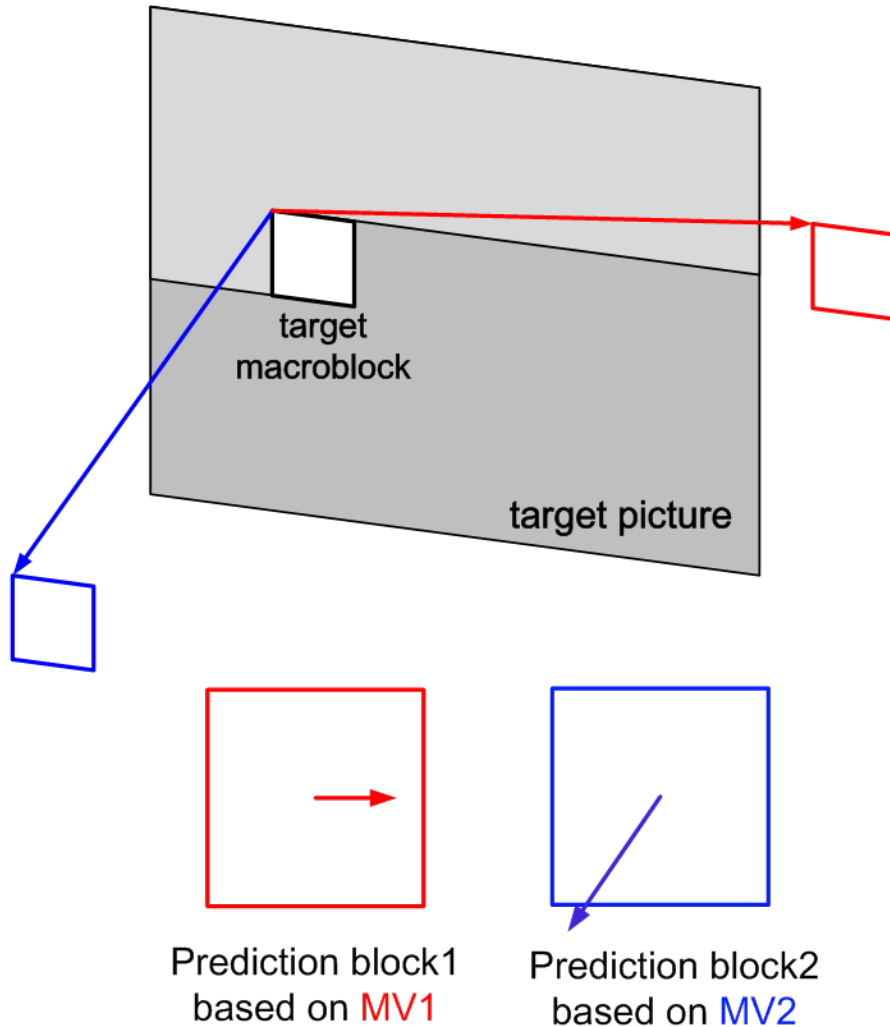 target
macroblock
target picture
Prediction block1
based on MV1
Prediction block2
based on MV2